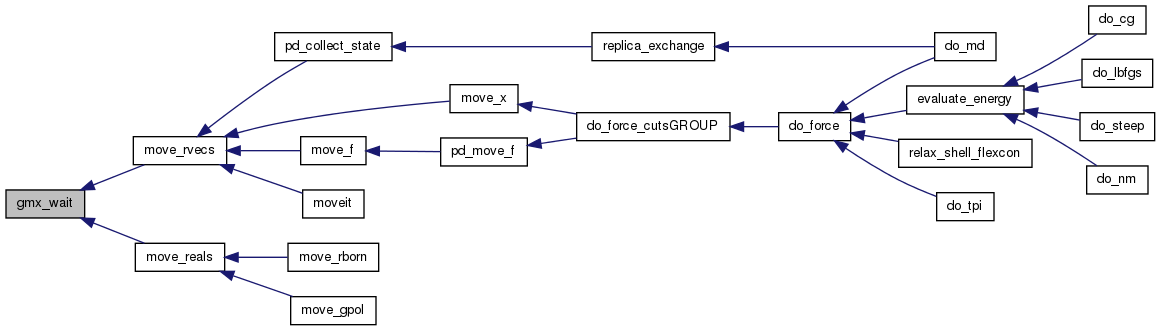 do_cg
pd_collect_state
replica_exchange
do_md
do_lbfgs
move_x
evaluate_energy
do_force_cutsGROUP
do_force
do_steep
move_rvecs
move_f
pd_move_f
relax_shell_flexcon
do_nm
gmx_wait
moveit
do_tpi
move_reals
move_rborn
move_gpol